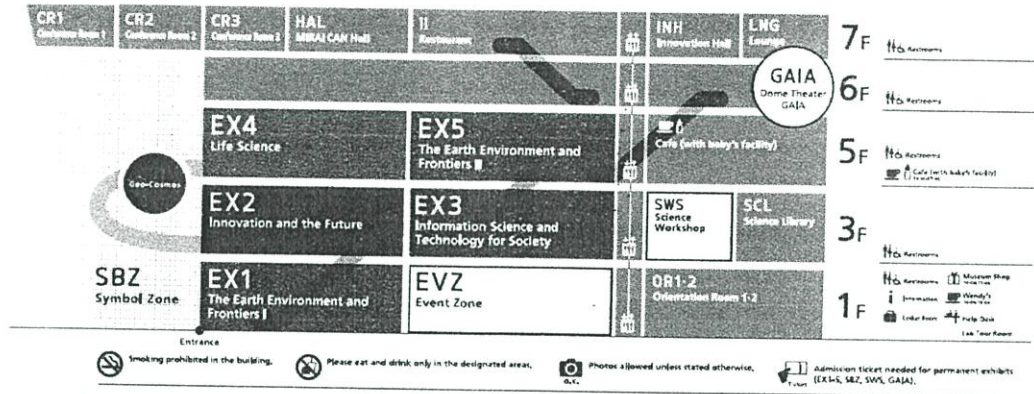 CR1
Conference Room 1
CR2
Conference Room 2
CR3
Conference Room 3
HAL
MIRAI CAN Hall
Restaurant
INH
Innovation Hall
LNG
Lounge
7F
Restrooms
GAIA
Dome Theater
GAIA
6F
Restrooms
EX4
Life Science
EX5
The Earth Environment and
Frontiers II
Cafe (with baby's facility)
5F
Restrooms
Cafe (with baby's facility)
Geo-Cosmos
EX2
Innovation and the Future
EX3
Information Science and
Technology for Society
SWS
Science
Workshop
SCL
Science Library
3F
Restrooms
SBZ
Symbol Zone
EX1
The Earth Environment and
Frontiers I
EVZ
Event Zone
OR1·2
Orientation Room 1·2
1F
Restrooms
Museum Shop
Information
Wendy's
Locker Room
Help Desk
Lab Tour Route
Entrance
Smoking prohibited in the building.
Please eat and drink only in the designated areas.
Photos allowed unless stated otherwise.
O.K.
Ticket
Admission ticket needed for permanent exhibits
(EX1-5, SBZ, SWS, GAIA).